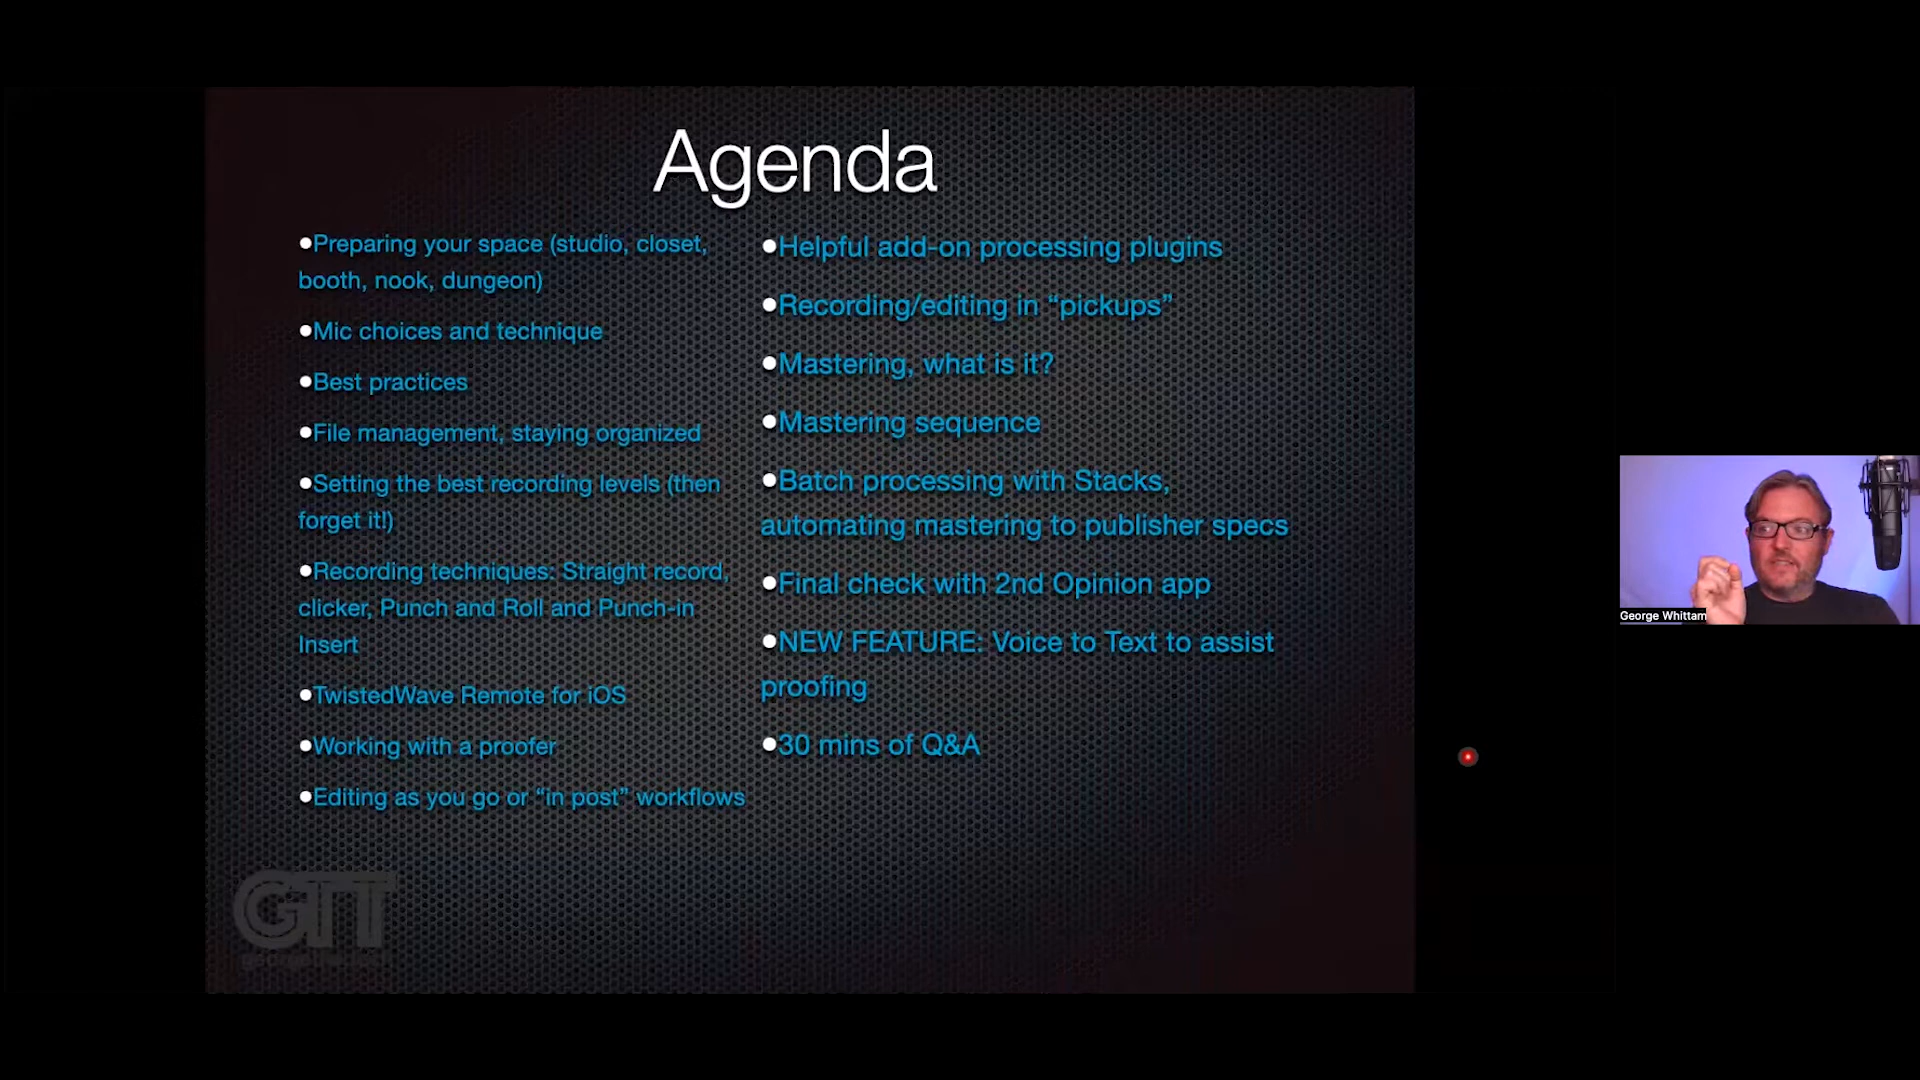 Agenda
●Preparing your space (studio, closet,
booth, nook, dungeon)
●Mic choices and technique
●Best practices
●File management, staying organized
●Setting the best recording levels (then
forget it!)
●Recording techniques: Straight record,
clicker, Punch and Roll and Punch-in
Insert
●TwistedWave Remote for iOS
●Working with a proofer
●Editing as you go or “in post” workflows
●Helpful add-on processing plugins
●Recording/editing in “pickups”
●Mastering, what is it?
●Mastering sequence
●Batch processing with Stacks,
automating mastering to publisher specs
●Final check with 2nd Opinion app
●NEW FEATURE: Voice to Text to assist
proofing
●30 mins of Q&A
George Whittam